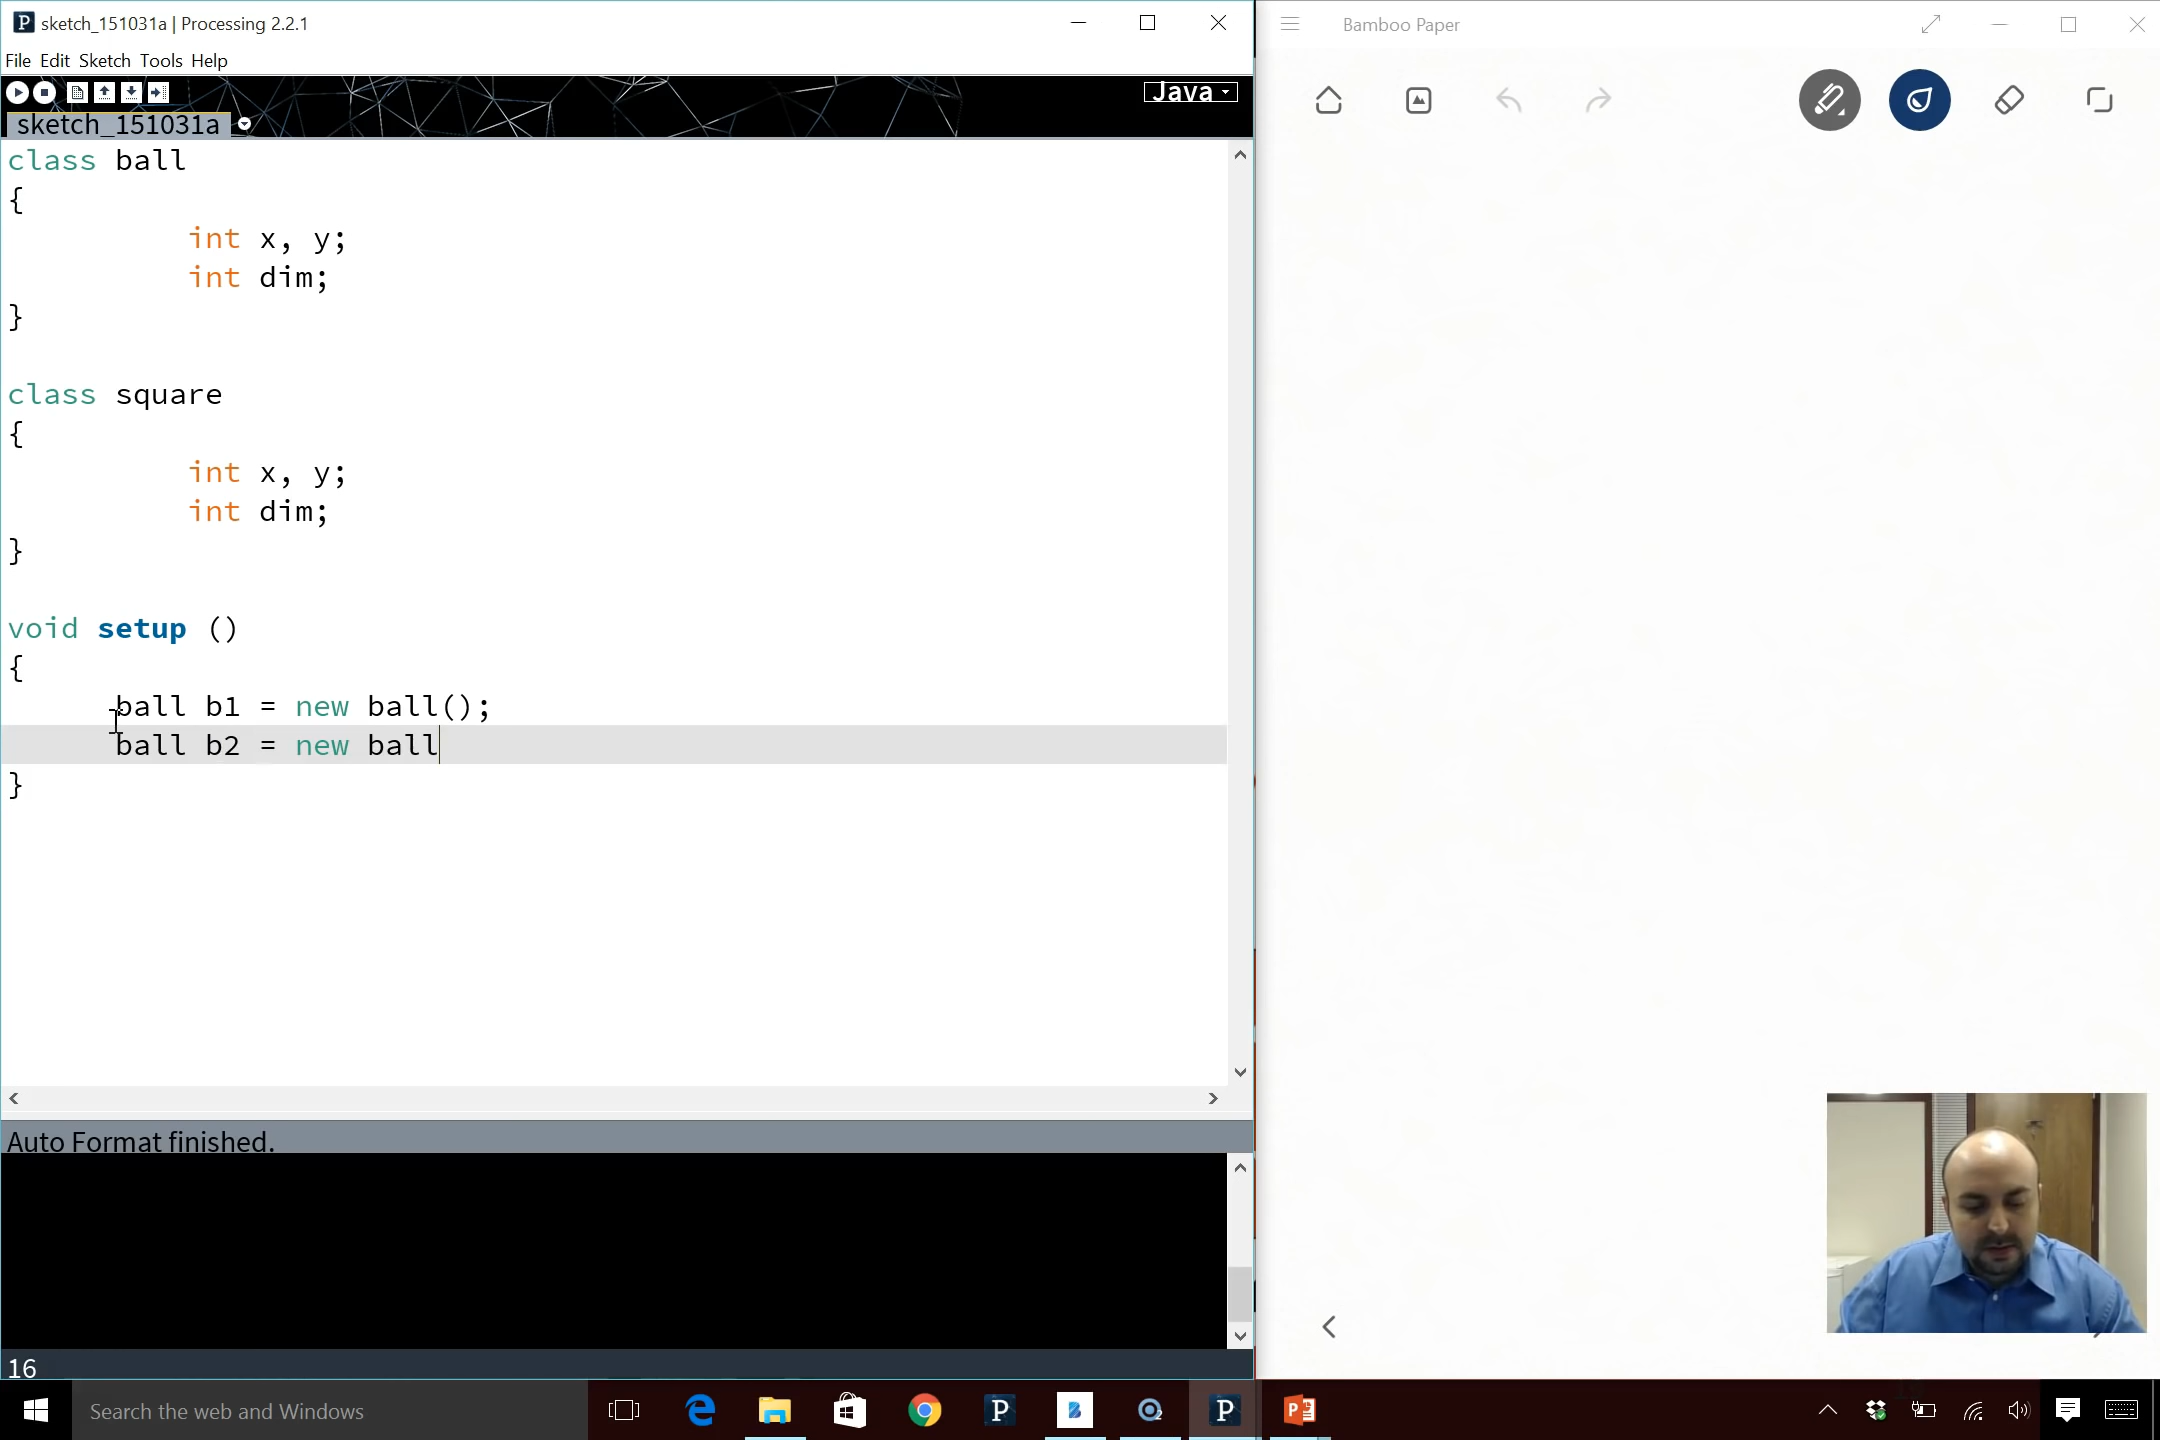 sketch_151031a | Processing 2.2.1
File Edit Sketch Tools Help
Java
sketch_151031a
class ball
{
int x, y;
int dim;
}
class square
{
int x, y;
int dim;
}
void setup ()
{
ball b1 = new ball();
ball b2 = new ball
}
Auto Format finished.
16
Bamboo Paper
Search the web and Windows